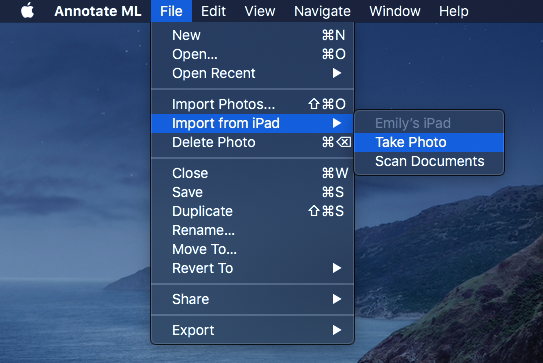 Annotate ML File Edit View Navigate Window Help
New ⌘N
Open... ⌘O
Open Recent ▶
Import Photos... ⇧⌘O
Import from iPad ▶
Emily's iPad
Take Photo
Scan Documents
Delete Photo ⌘⌫
Close ⌘W
Save ⌘S
Duplicate ⇧⌘S
Rename...
Move To...
Revert To ▶
Share ▶
Export ▶